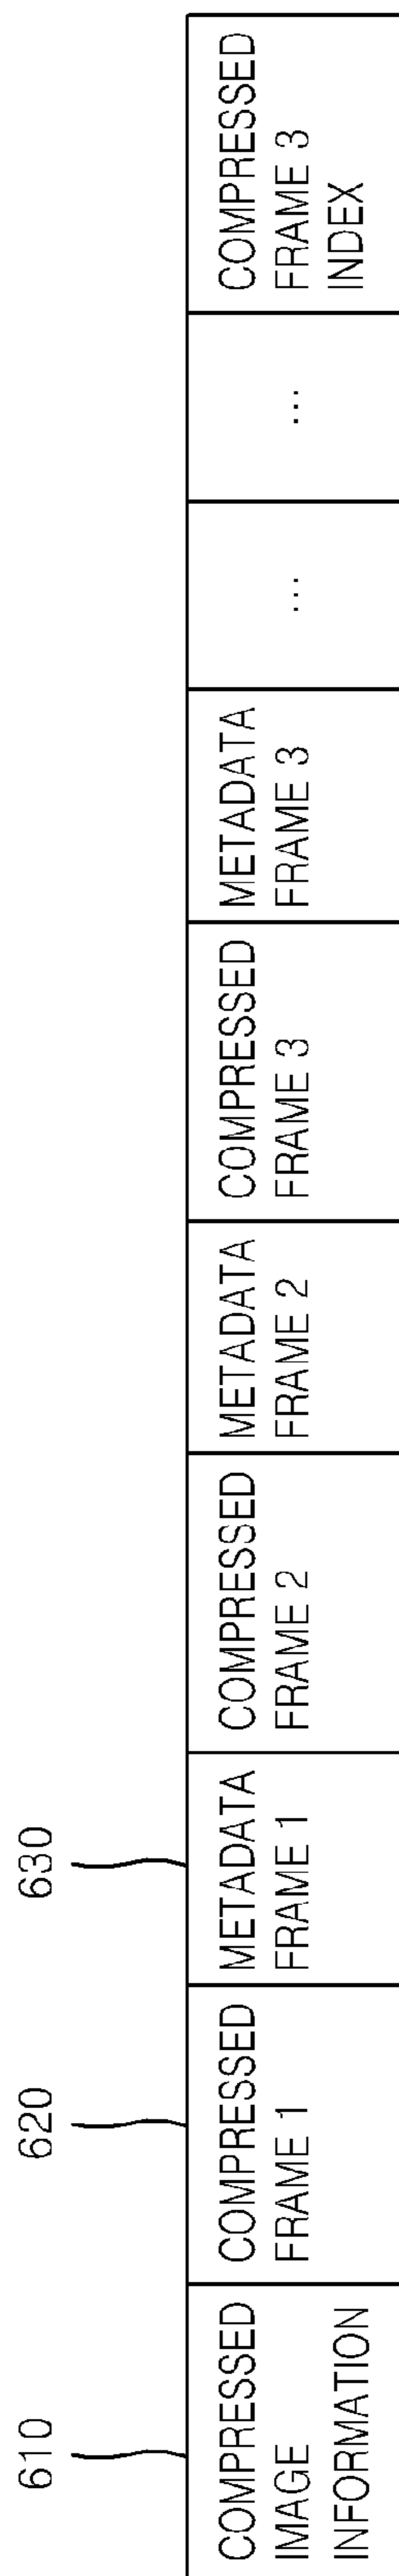 610
620
630
COMPRESSED
IMAGE
INFORMATION
COMPRESSED
FRAME 1
METADATA
FRAME 1
COMPRESSED
FRAME 2
METADATA
FRAME 2
COMPRESSED
FRAME 3
METADATA
FRAME 3
...
...
COMPRESSED
FRAME 3
INDEX